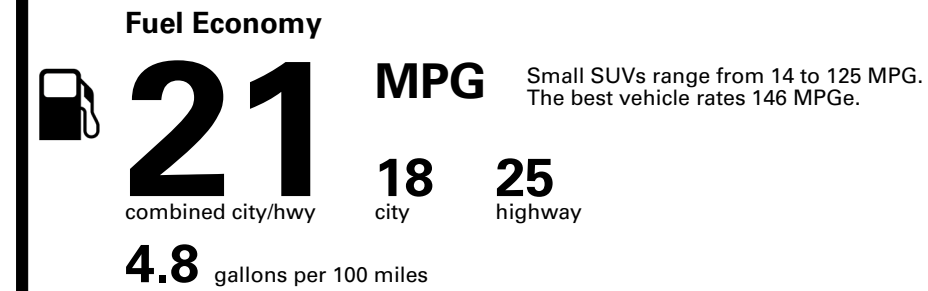 Fuel Economy
21 MPG
Small SUVs range from 14 to 125 MPG.
The best vehicle rates 146 MPGe.
18 25
combined city/hwy city highway
4.8 gallons per 100 miles